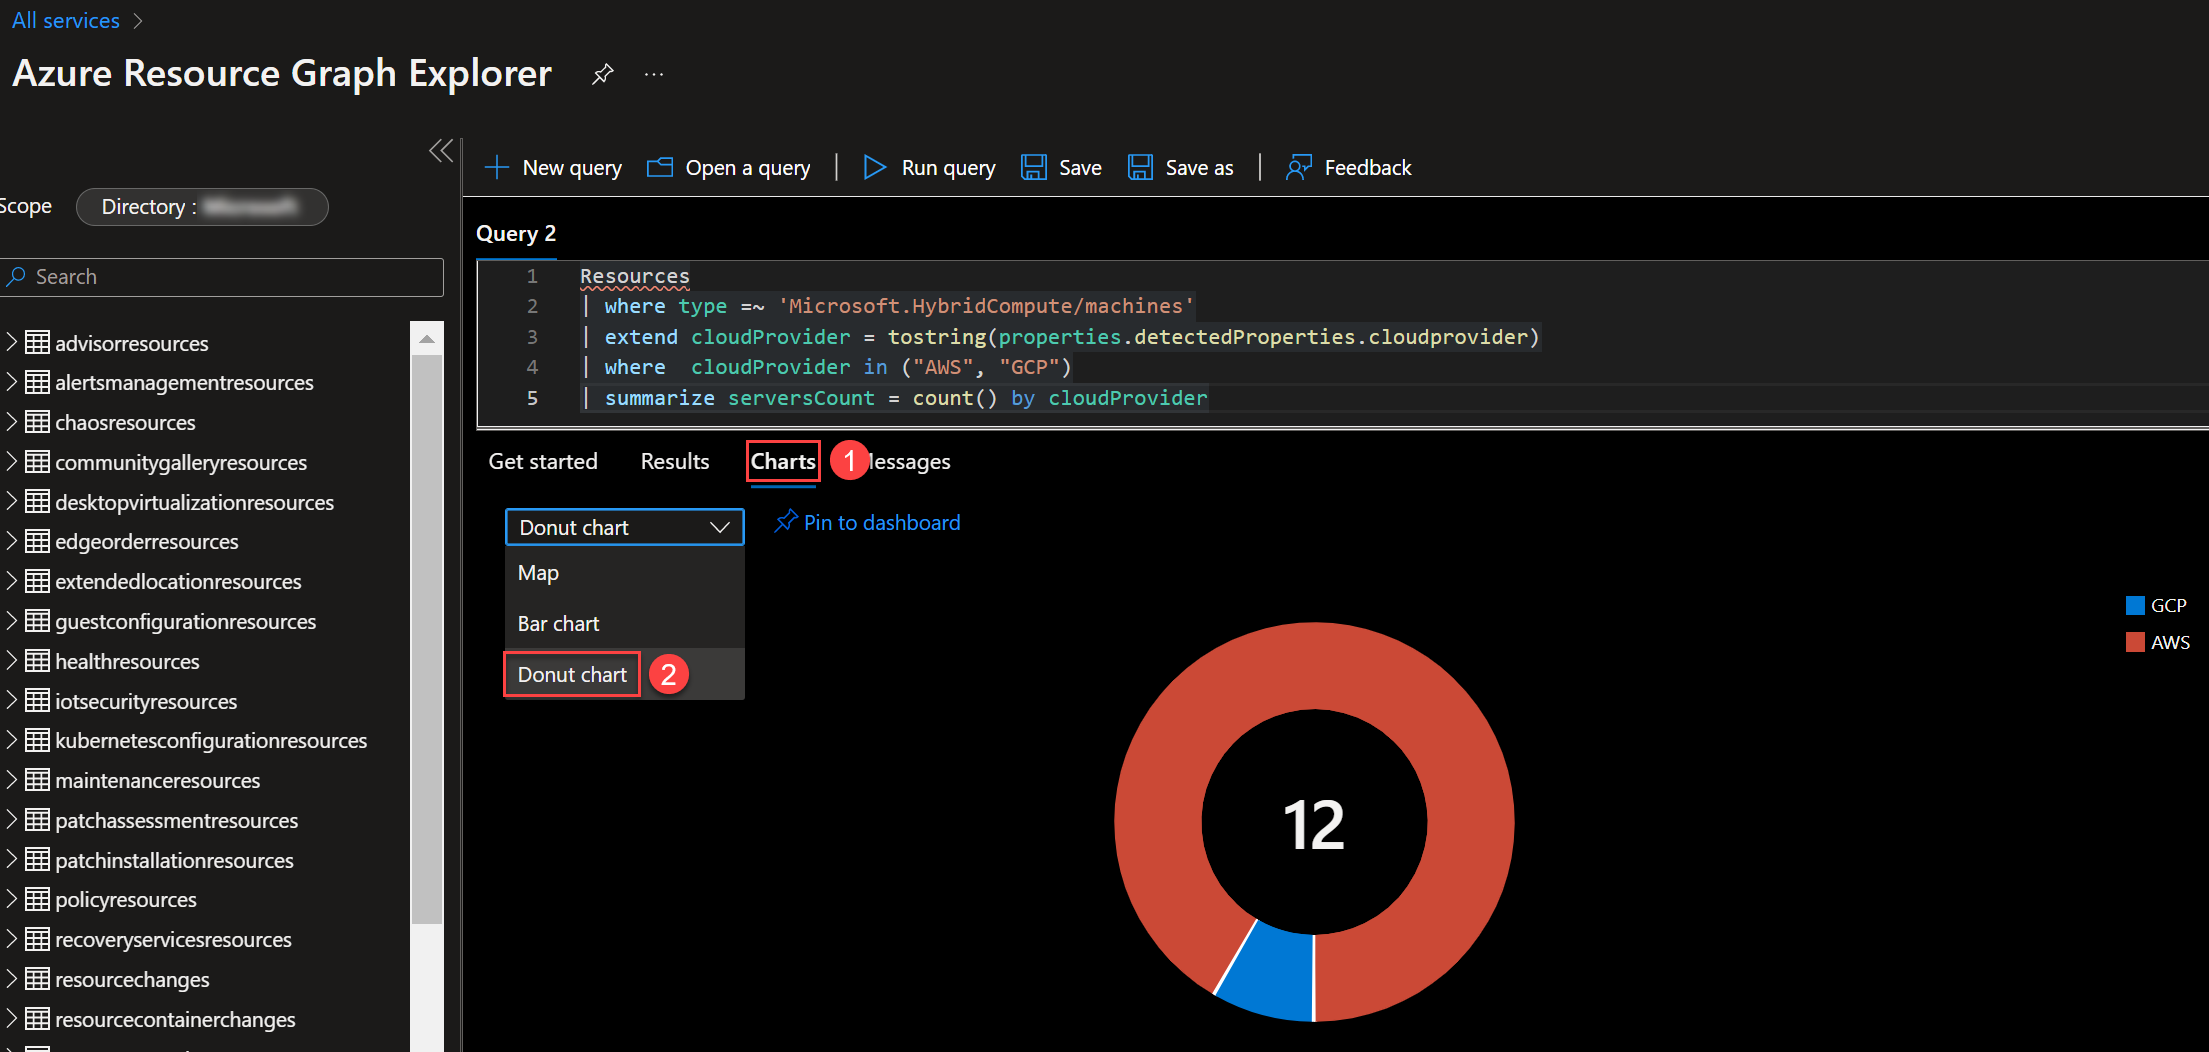 All services
Azure Resource Graph Explorer
New query
Open a query
Run query
Save
Save as
Feedback
Scope
Directory :
Search
advisorresources
alertsmanagementresources
chaosresources
communitygalleryresources
desktopvirtualizationresources
edgeorderresources
extendedlocationresources
guestconfigurationresources
healthresources
iotsecurityresources
kubernetesconfigurationresources
maintenanceresources
patchassessmentresources
patchinstallationresources
policyresources
recoveryservicesresources
resourcechanges
resourcecontainerchanges
Query 2
1 Resources
2 | where type =~ 'Microsoft.HybridCompute/machines'
3 | extend cloudProvider = tostring(properties.detectedProperties.cloudprovider)
4 | where  cloudProvider in ("AWS", "GCP")
5 | summarize serversCount = count() by cloudProvider
Get started
Results
Charts
1
lessages
Donut chart
Pin to dashboard
Map
Bar chart
Donut chart
2
12
GCP
AWS